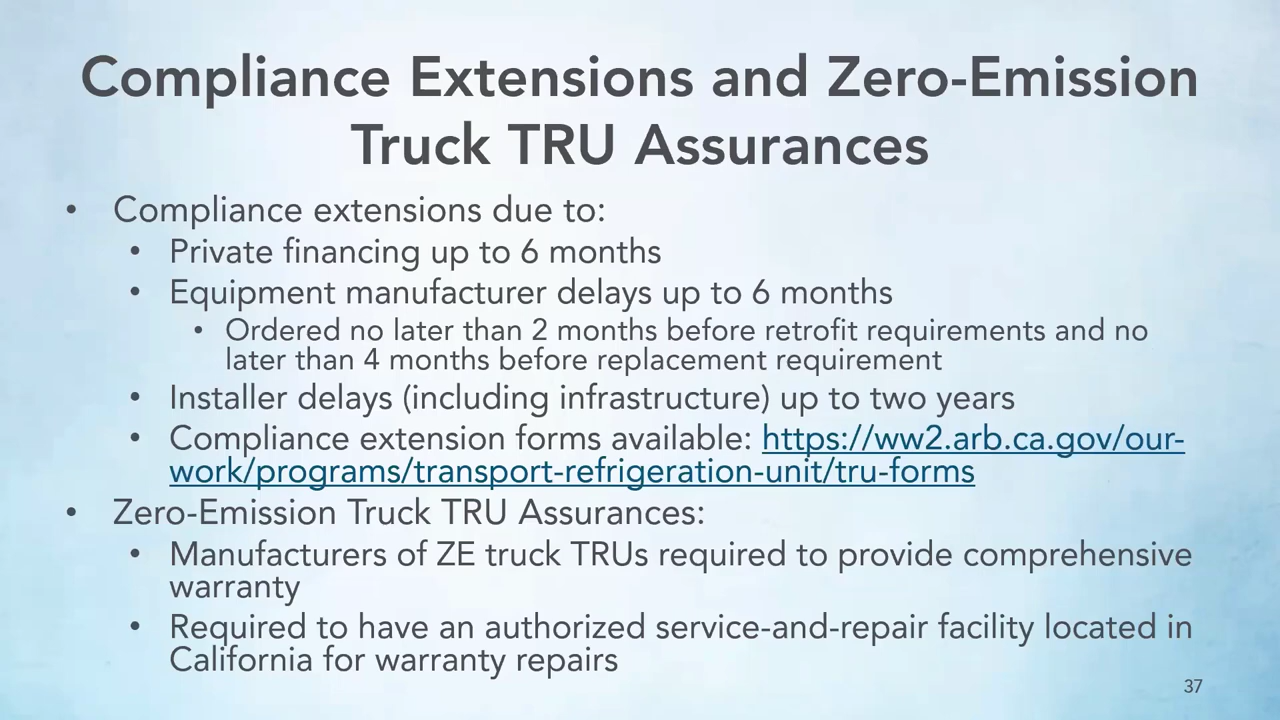 Compliance Extensions and Zero-Emission
Truck TRU Assurances
• Compliance extensions due to:
• Private financing up to 6 months
• Equipment manufacturer delays up to 6 months
• Ordered no later than 2 months before retrofit requirements and no
later than 4 months before replacement requirement
• Installer delays (including infrastructure) up to two years
• Compliance extension forms available: https://ww2.arb.ca.gov/our-
work/programs/transport-refrigeration-unit/tru-forms
• Zero-Emission Truck TRU Assurances:
• Manufacturers of ZE truck TRUs required to provide comprehensive
warranty
• Required to have an authorized service-and-repair facility located in
California for warranty repairs
37